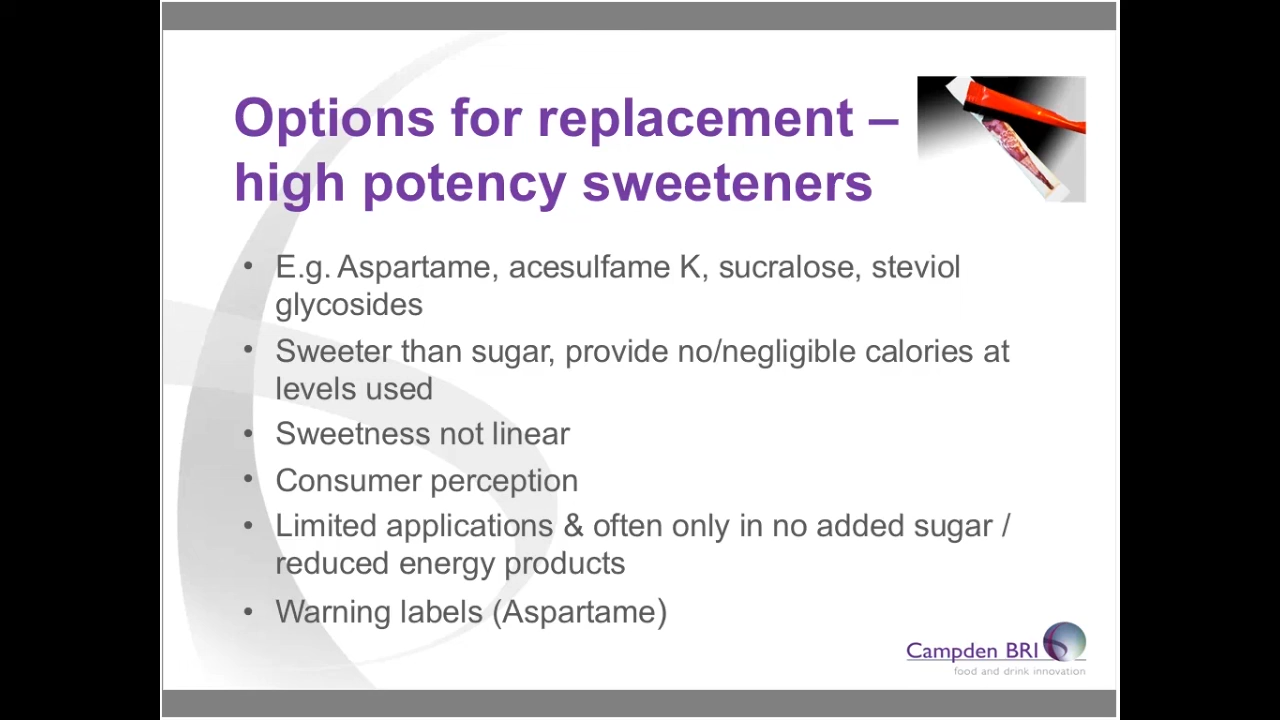 Options for replacement –
high potency sweeteners
• E.g. Aspartame, acesulfame K, sucralose, steviol
glycosides
• Sweeter than sugar, provide no/negligible calories at
levels used
• Sweetness not linear
• Consumer perception
• Limited applications & often only in no added sugar /
reduced energy products
• Warning labels (Aspartame)
Campden BRI
food and drink innovation